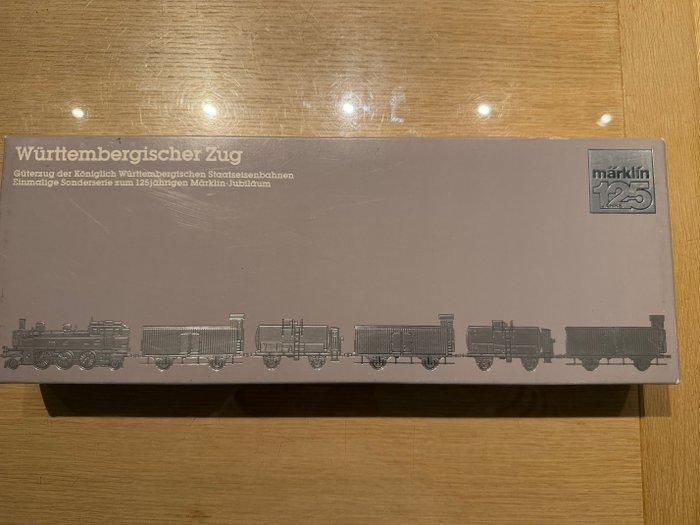 Württembergischer Zug
Güterzug der Königlich Württembergischen Staatseisenbahnen
Einmalige Sonderserie zum 125jährigen Märklin-Jubiläum
märklin
125